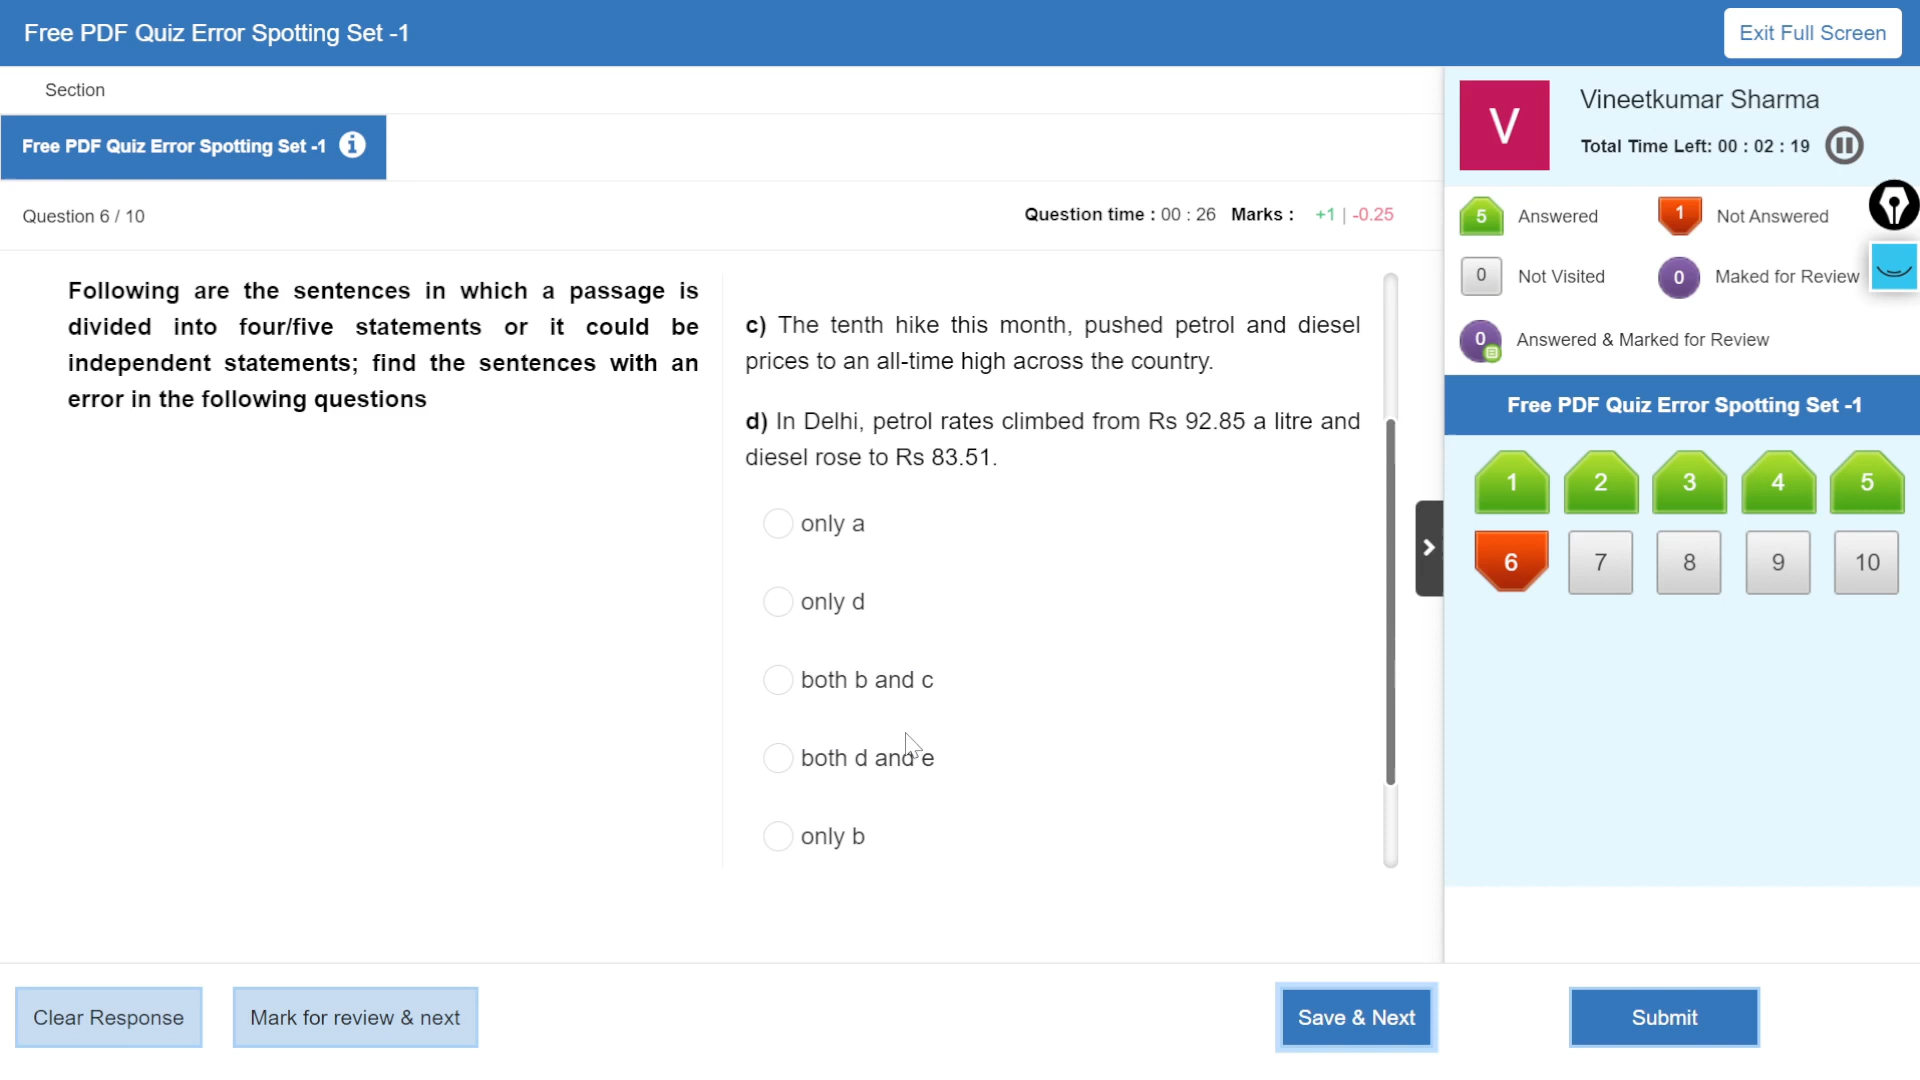 Free PDF Quiz Error Spotting Set -1
Exit Full Screen
Section
Free PDF Quiz Error Spotting Set -1
Question 6 / 10
Question time : 00 : 26 Marks : +1 | -0.25
Following are the sentences in which a passage is
divided into four/five statements or it could be
independent statements; find the sentences with an
error in the following questions
c) The tenth hike this month, pushed petrol and diesel
prices to an all-time high across the country.
d) In Delhi, petrol rates climbed from Rs 92.85 a litre and
diesel rose to Rs 83.51.
only a
only d
both b and c
both d and e
only b
V
Vineetkumar Sharma
Total Time Left: 00 : 02 : 19
5 Answered
1 Not Answered
0 Not Visited
0 Maked for Review
0 Answered & Marked for Review
Free PDF Quiz Error Spotting Set -1
1 2 3 4 5
6 7 8 9 10
Clear Response
Mark for review & next
Save & Next
Submit